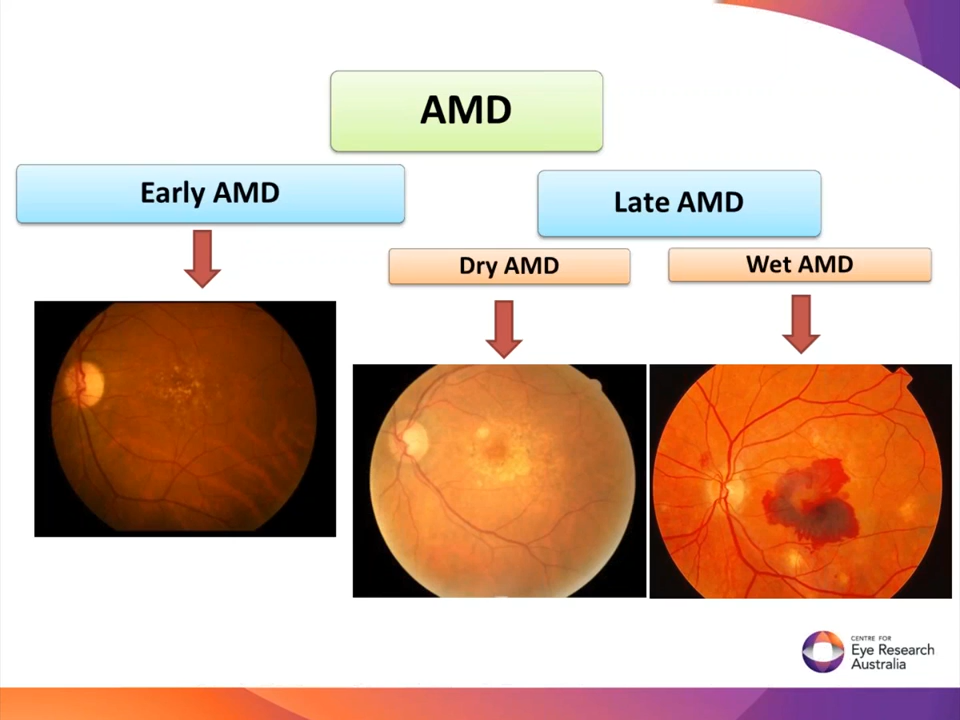 AMD
Early AMD
Late AMD
Dry AMD
Wet AMD
CENTRE FOR
Eye Research
Australia